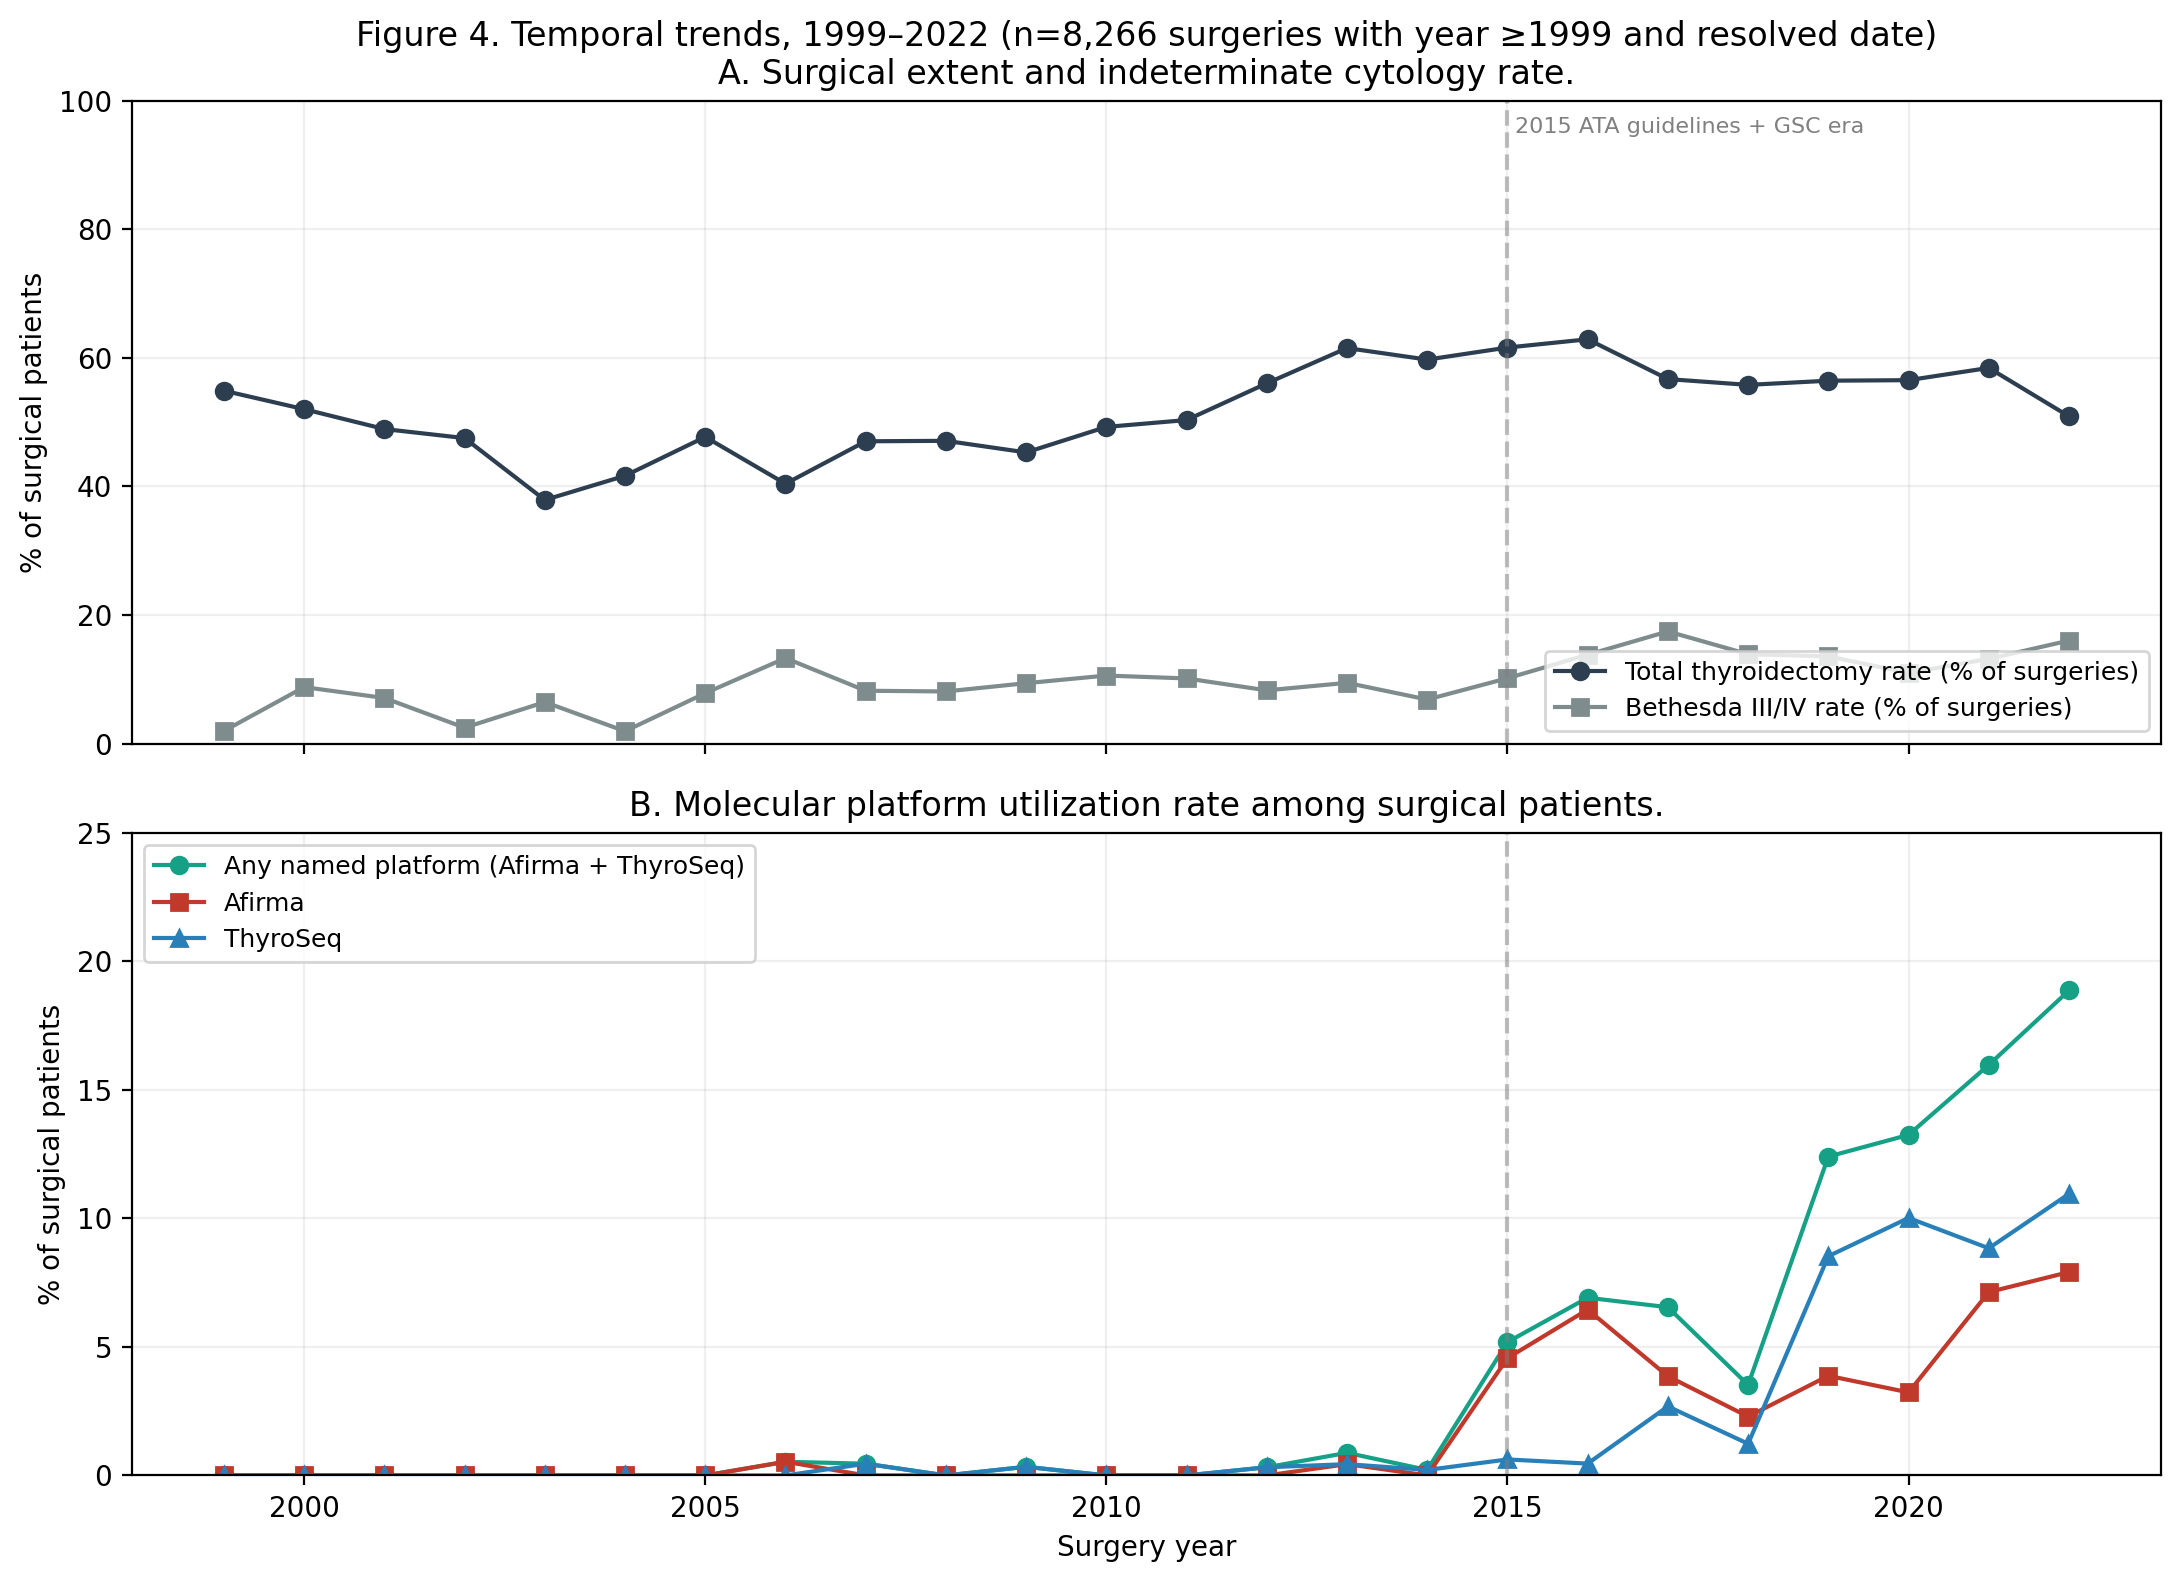 Figure 4. Temporal trends, 1999–2022 (n=8,266 surgeries with year ≥1999 and resolved date)
A. Surgical extent and indeterminate cytology rate.
100
80
60
40
20
0
% of surgical patients
2015 ATA guidelines + GSC era
Total thyroidectomy rate (% of surgeries)
Bethesda III/IV rate (% of surgeries)
B. Molecular platform utilization rate among surgical patients.
25
20
15
10
5
0
% of surgical patients
Any named platform (Afirma + ThyroSeq)
Afirma
ThyroSeq
2000 2005 2010 2015 2020
Surgery year